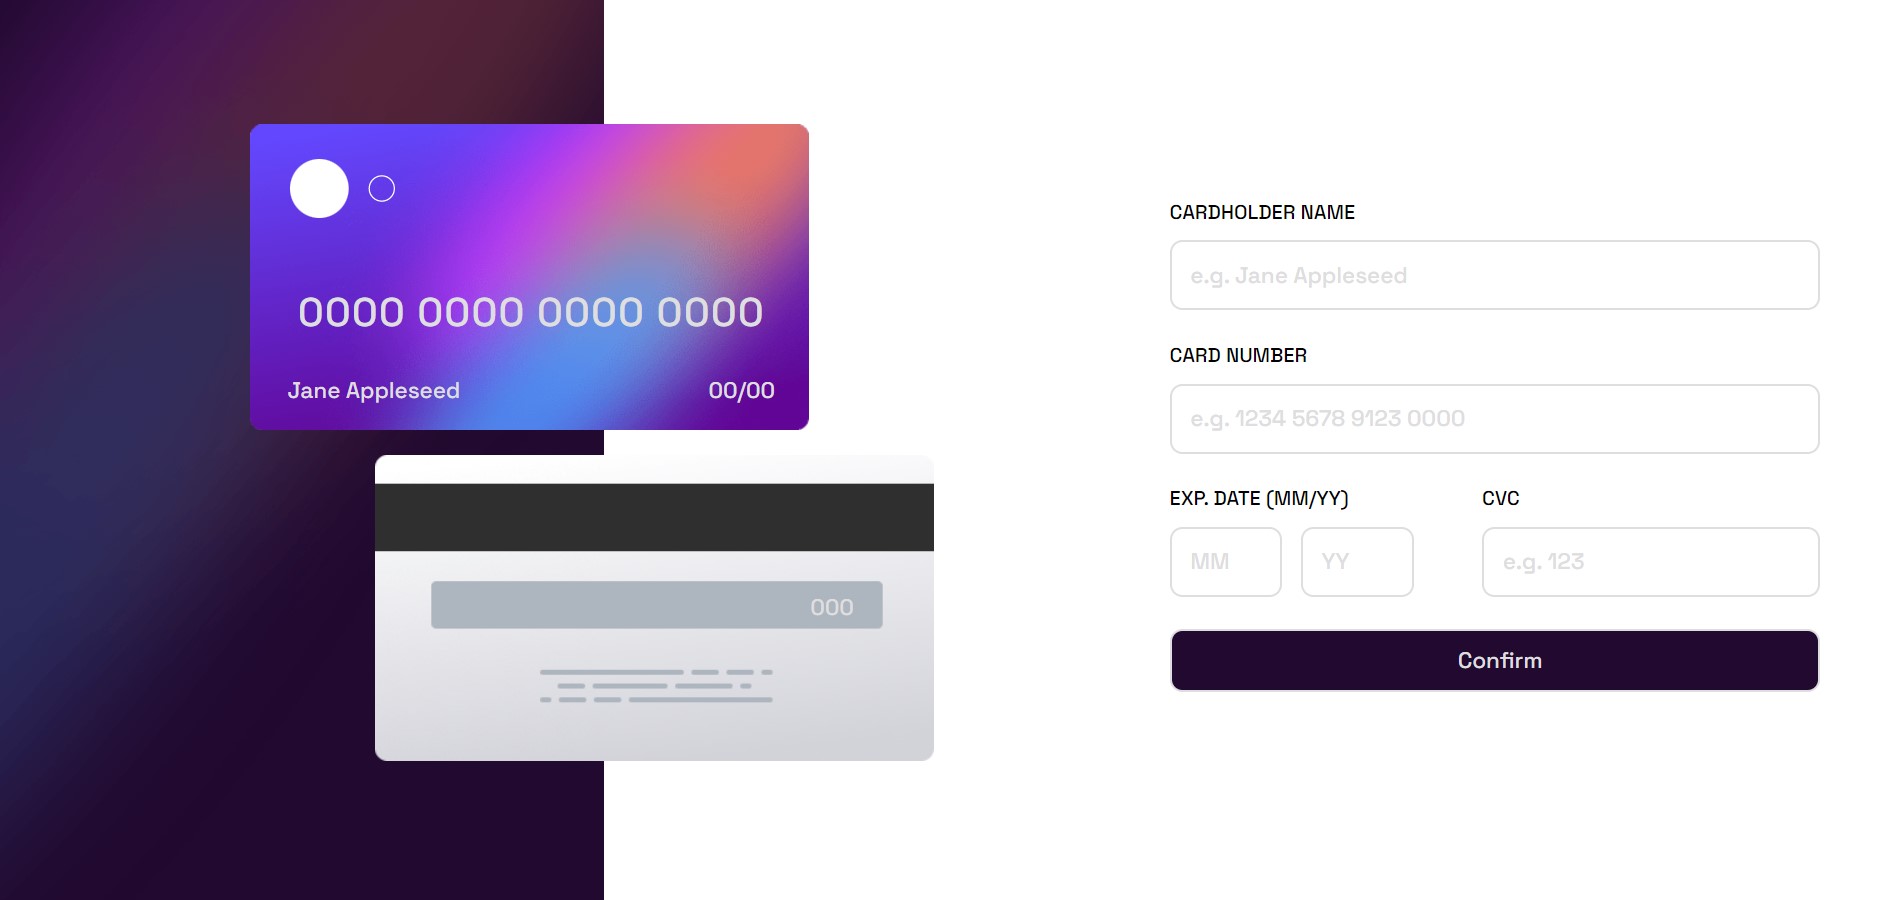 0000 0000 0000 0000
Jane Appleseed 00/00
000
CARDHOLDER NAME
e.g. Jane Appleseed
CARD NUMBER
e.g. 1234 5678 9123 0000
EXP. DATE (MM/YY) CVC
MM YY e.g. 123
Confirm